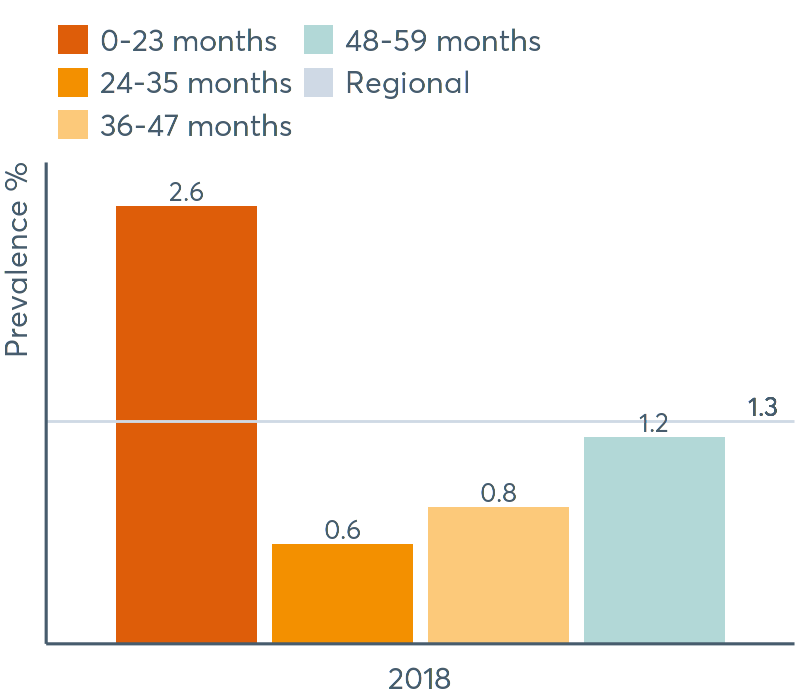 0-23 months
48-59 months
24-35 months
Regional
36-47 months
Prevalence %
2.6
1.3
1.2
0.8
0.6
2018